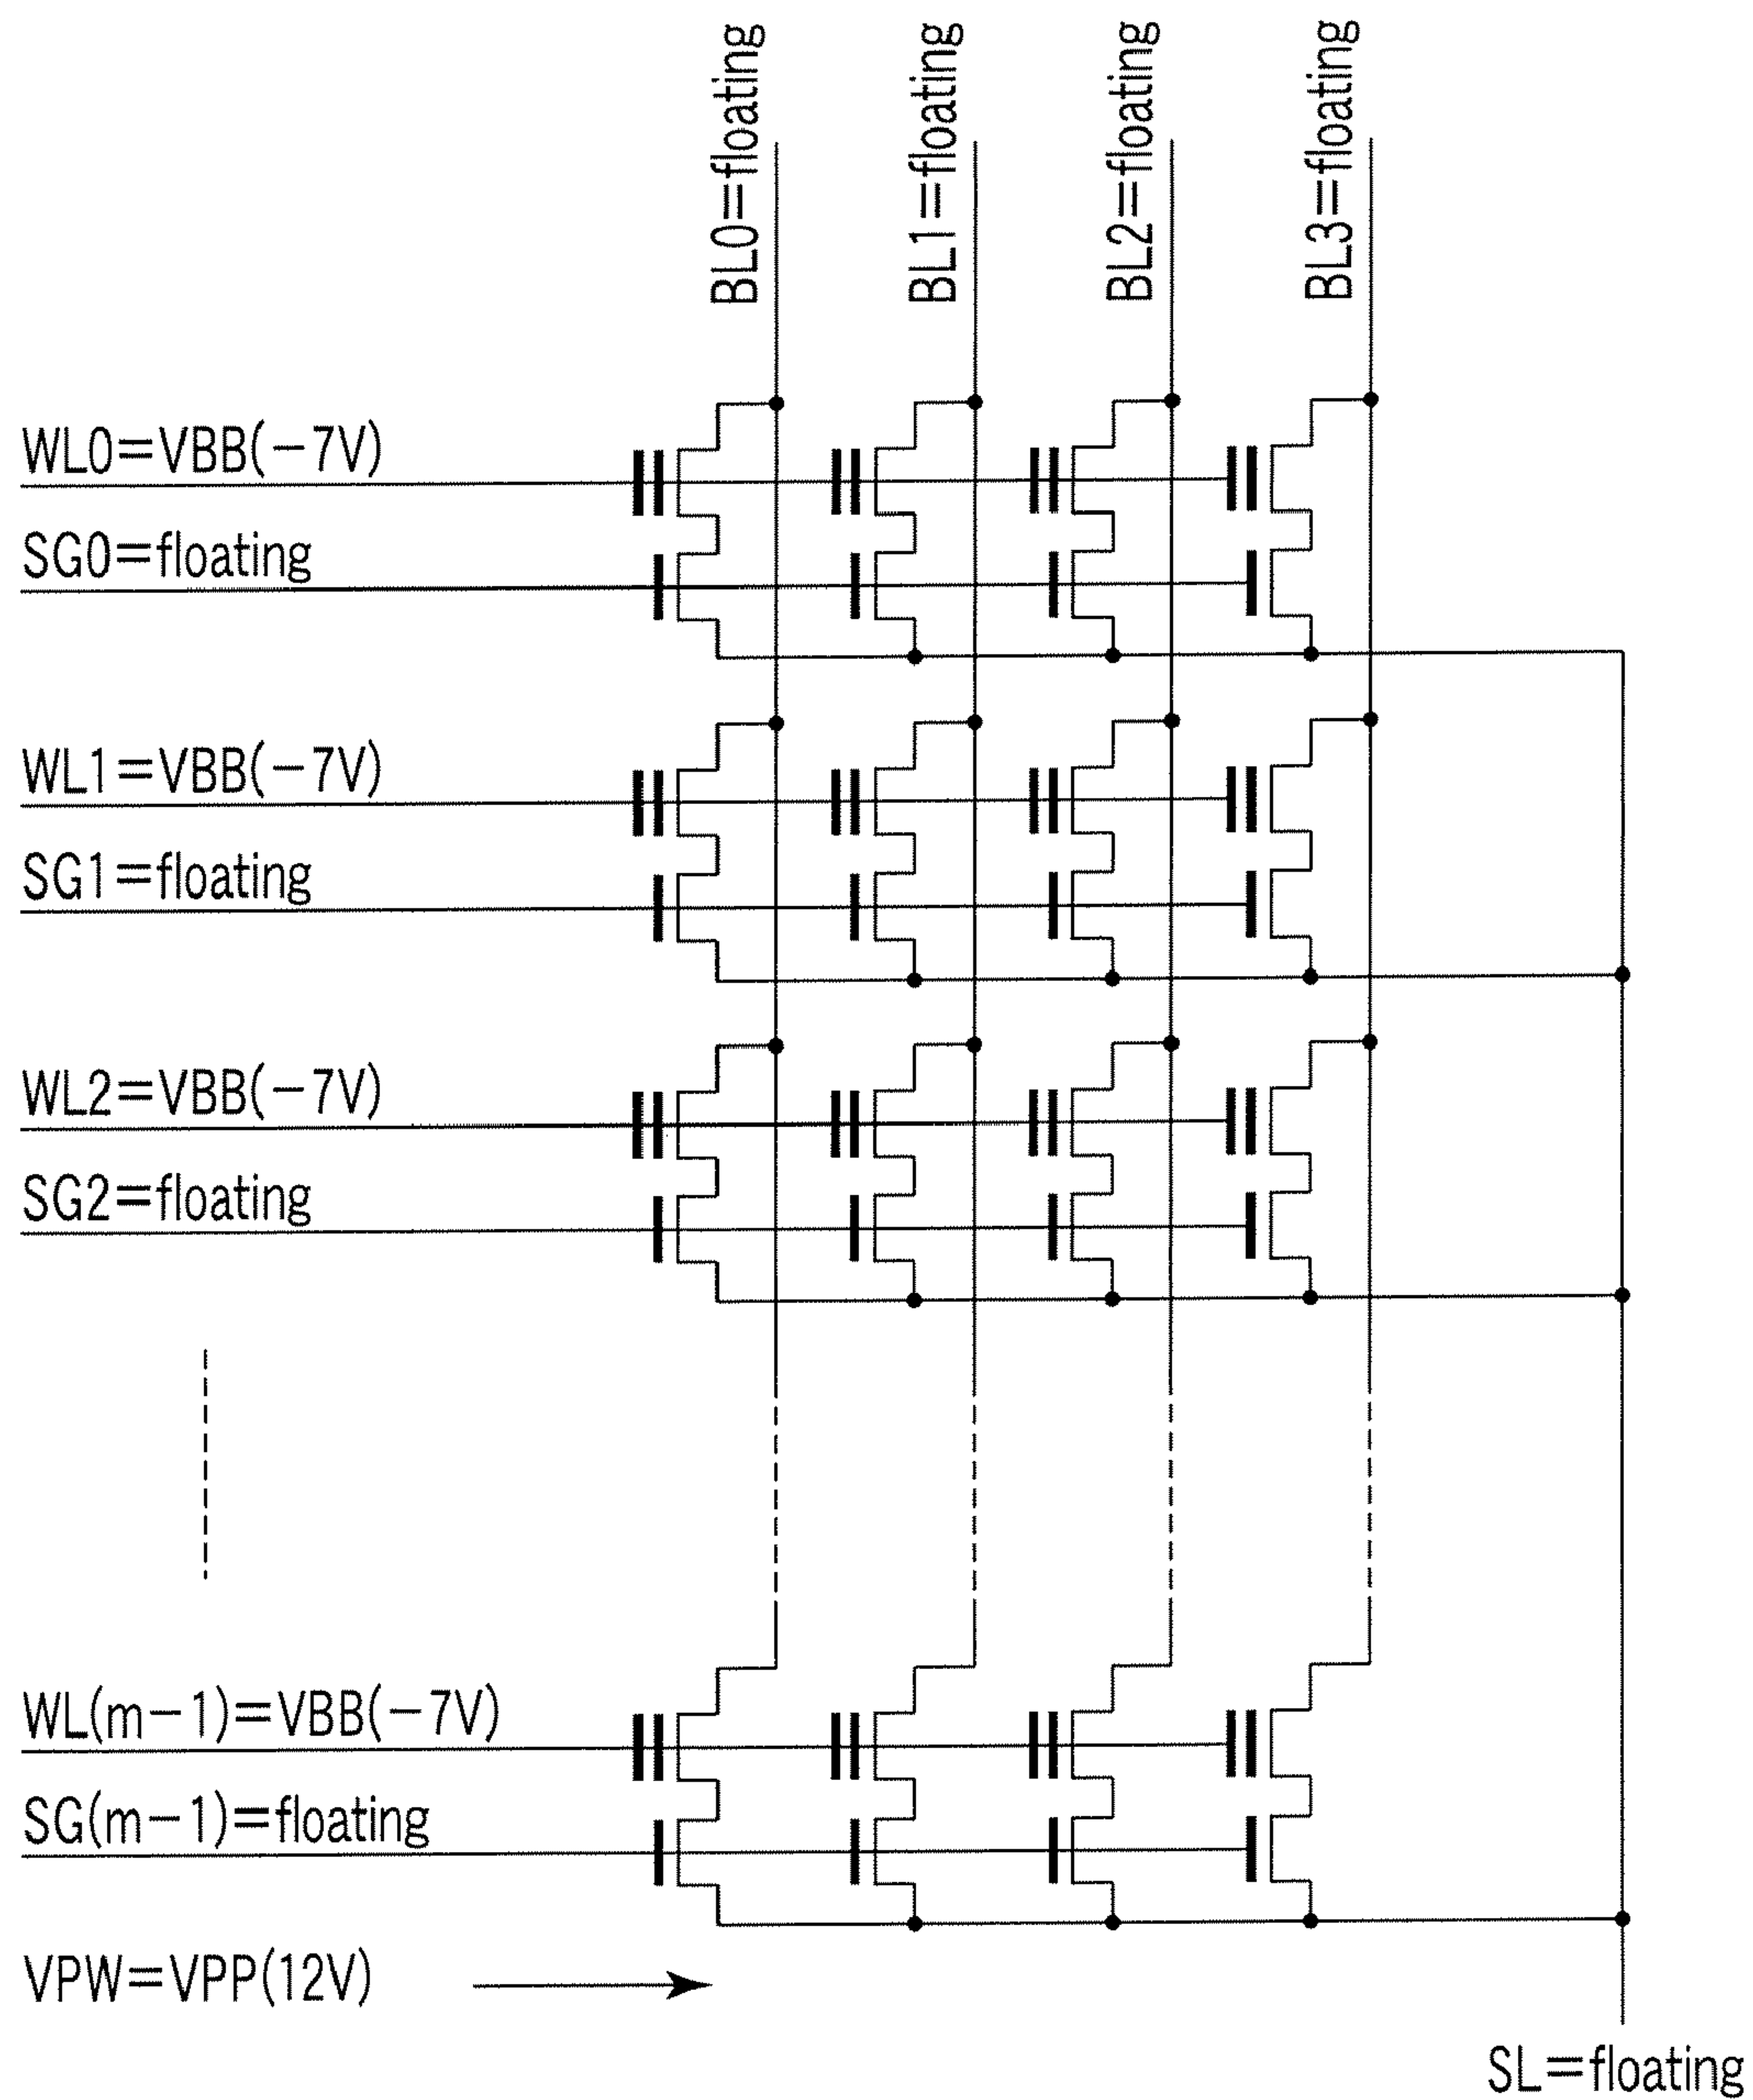 BL0=floating
BL1=floating
BL2=floating
BL3=floating
WL0=VBB(-7V)
SG0=floating
WL1=VBB(-7V)
SG1=floating
WL2=VBB(-7V)
SG2=floating
WL(m-1)=VBB(-7V)
SG(m-1)=floating
VPW=VPP(12V)
SL=floating